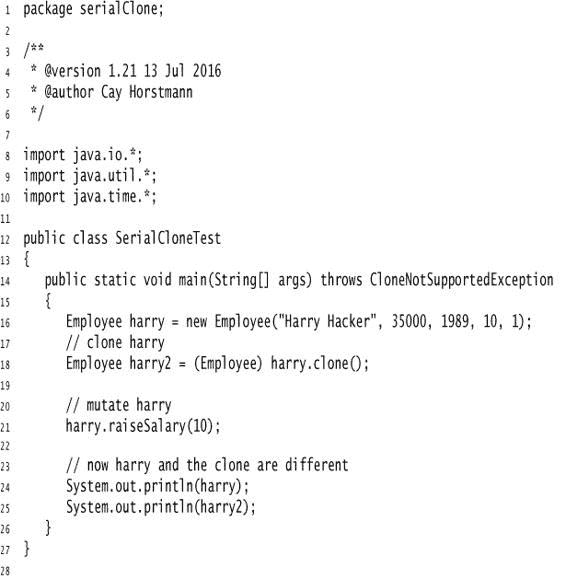 1 package serialClone;
2
3 /**
4  * @version 1.21 13 Jul 2016
5  * @author Cay Horstmann
6  */
7
8 import java.io.*;
9 import java.util.*;
10 import java.time.*;
11
12 public class SerialCloneTest
13 {
14    public static void main(String[] args) throws CloneNotSupportedException
15    {
16       Employee harry = new Employee("Harry Hacker", 35000, 1989, 10, 1);
17       // clone harry
18       Employee harry2 = (Employee) harry.clone();
19
20       // mutate harry
21       harry.raiseSalary(10);
22
23       // now harry and the clone are different
24       System.out.println(harry);
25       System.out.println(harry2);
26    }
27 }
28